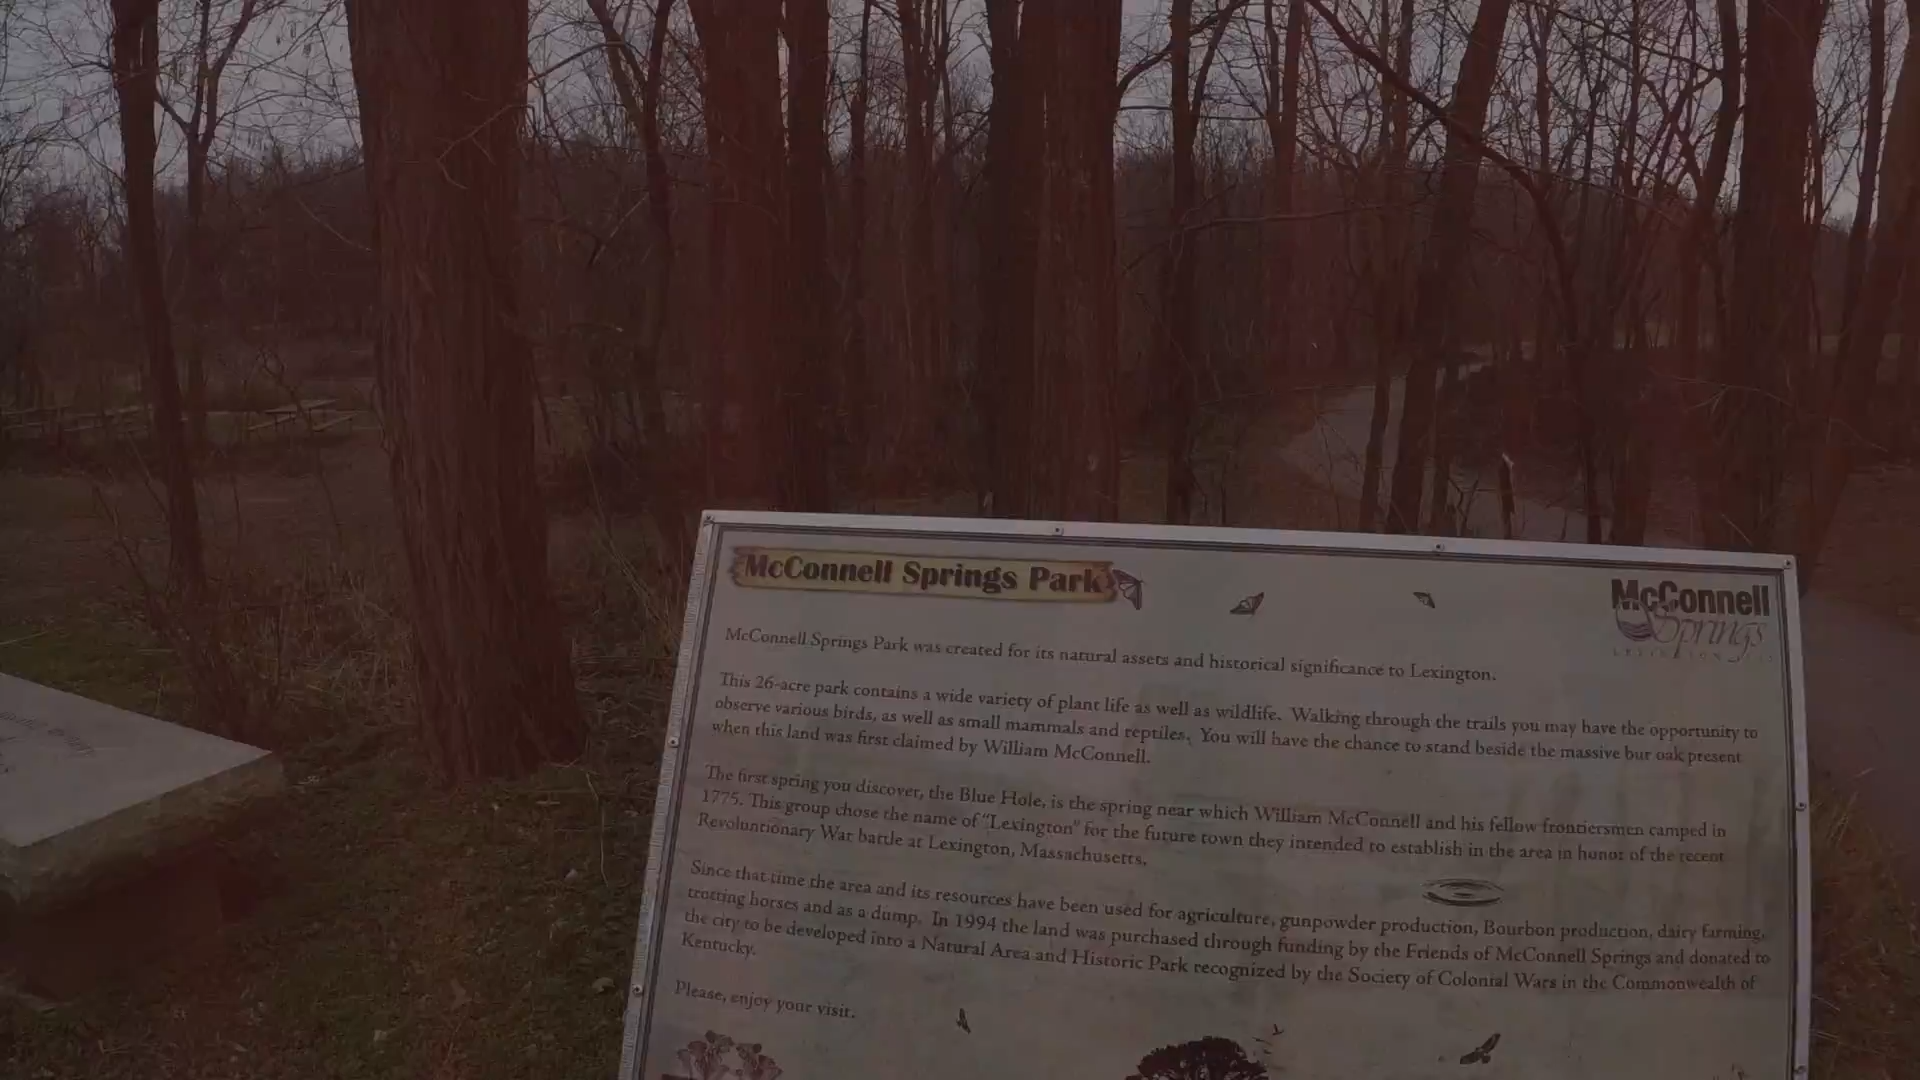 McConnell Springs Park
McConnell
Springs
McConnell Springs Park was created for its natural assets and historical significance to Lexington.
This 26-acre park contains a wide variety of plant life as well as wildlife. Walking through the trails you may have the opportunity to
observe various birds, as well as small mammals and reptiles. You will have the chance to stand beside the massive bur oak present
when this land was first claimed by William McConnell.
The first spring you discover, the Blue Hole, is the spring near which William McConnell and his fellow frontiersmen camped in
1775. This group chose the name of "Lexington" for the future town they intended to establish in the area in honor of the recent
Revoluntionary War battle at Lexington, Massachusetts.
Since that time the area and its resources have been used for agriculture, gunpowder production, Bourbon production, dairy farming,
trotting horses and as a dump. In 1994 the land was purchased through funding by the Friends of McConnell Springs and donated to
the city to be developed into a Natural Area and Historic Park recognized by the Society of Colonial Wars in the Commonwealth of
Kentucky.
Please, enjoy your visit.